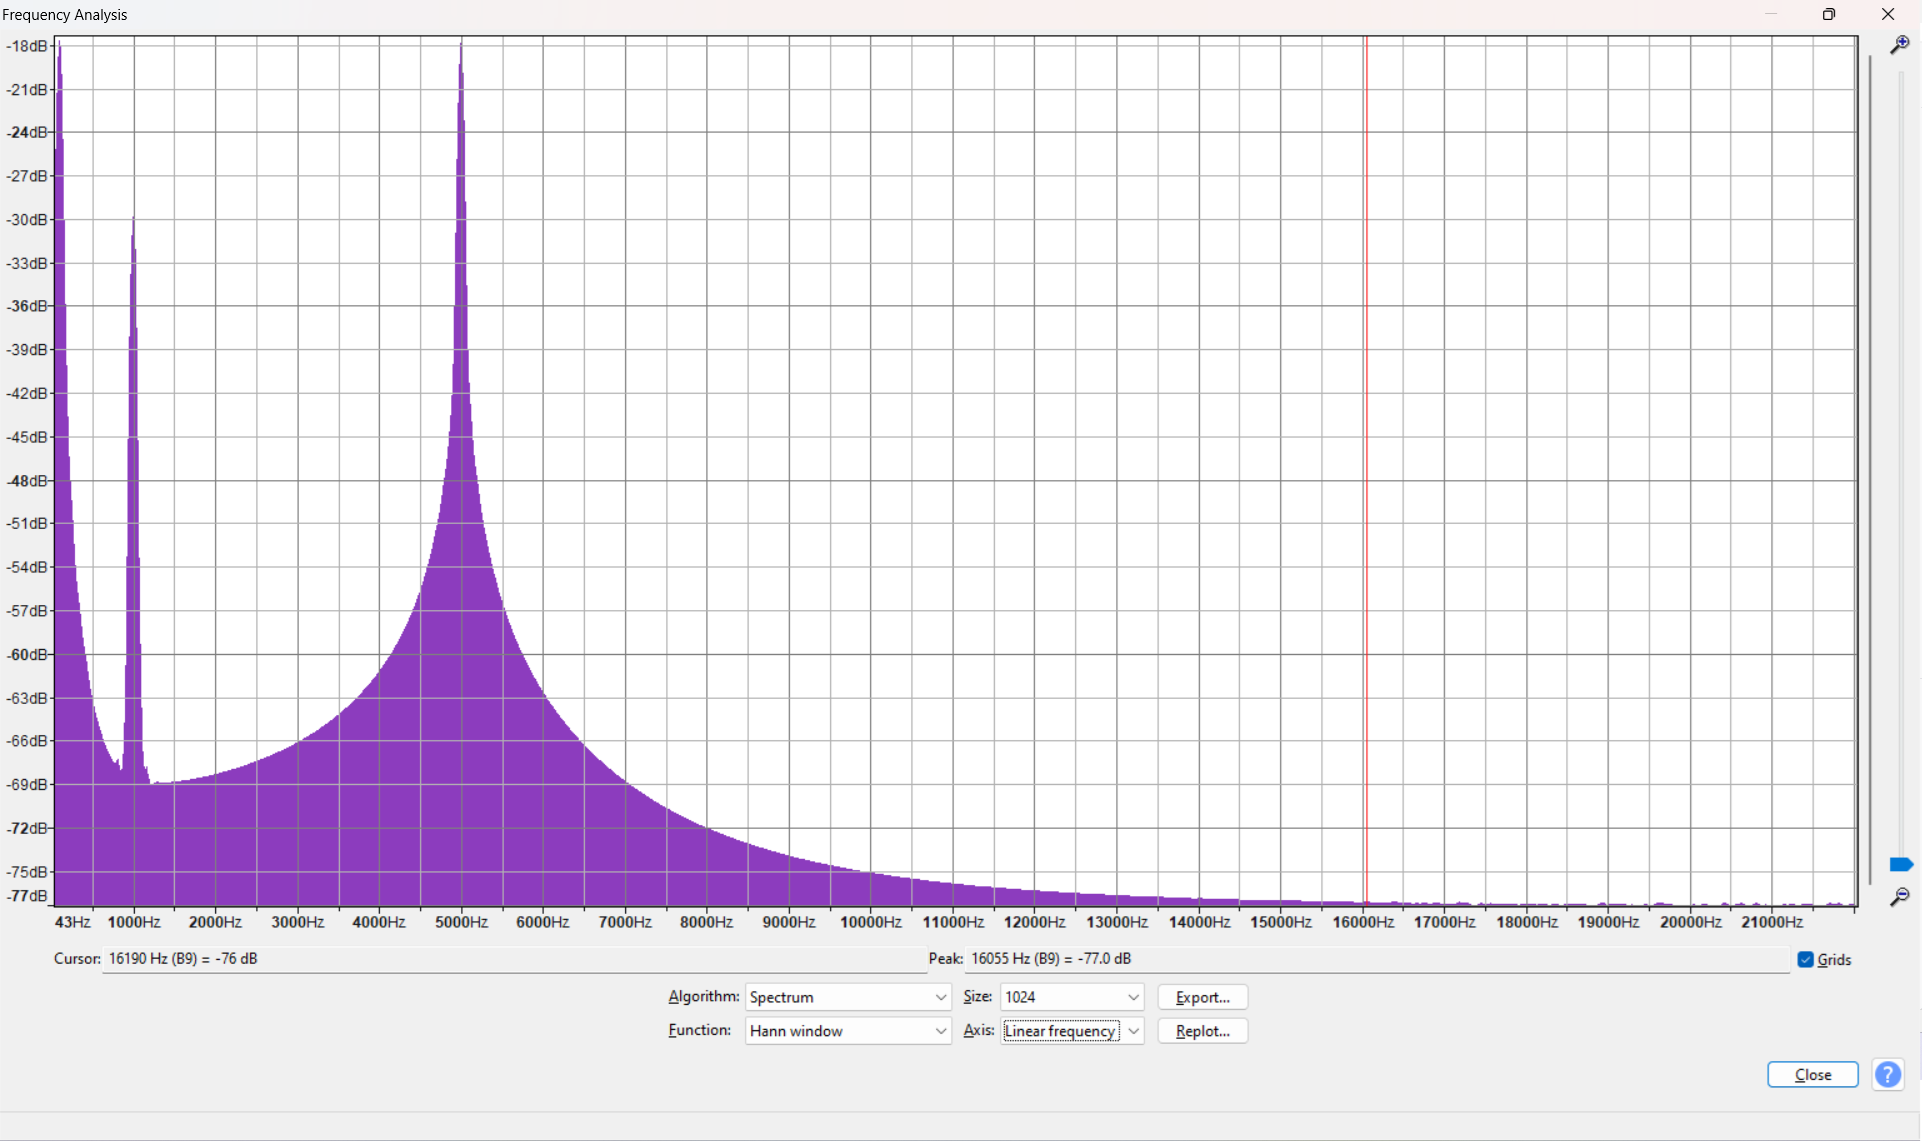 Frequency Analysis
-18dB
-21dB
-24dB
-27dB
-30dB
-33dB
-36dB
-39dB
-42dB
-45dB
-48dB
-51dB
-54dB
-57dB
-60dB
-63dB
-66dB
-69dB
-72dB
-75dB
-77dB
43Hz 1000Hz 2000Hz 3000Hz 4000Hz 5000Hz 6000Hz 7000Hz 8000Hz 9000Hz 10000Hz 11000Hz 12000Hz 13000Hz 14000Hz 15000Hz 16000Hz 17000Hz 18000Hz 19000Hz 20000Hz 21000Hz
Cursor: 16190 Hz (B9) = -76 dB Peak: 16055 Hz (B9) = -77.0 dB Grids
Algorithm: Spectrum Size: 1024 Export...
Function: Hann window Axis: Linear frequency Replot...
Close ?